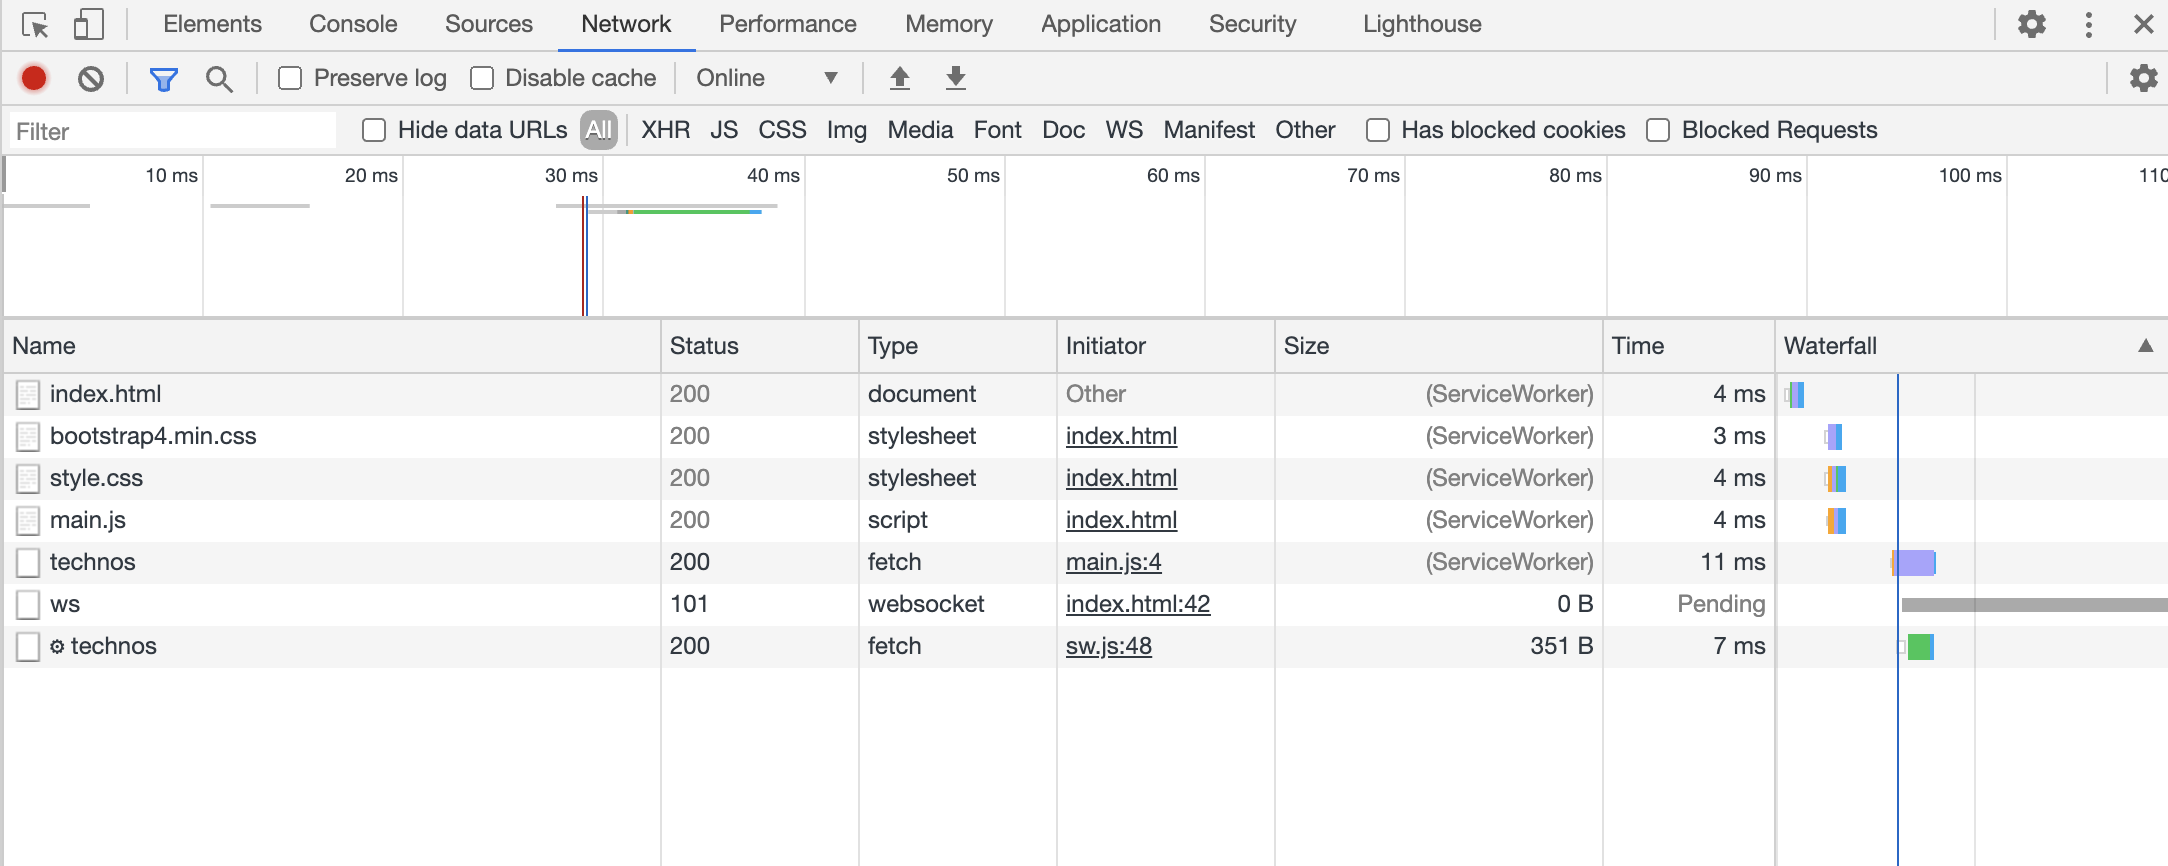 Elements Console Sources Network Performance Memory Application Security Lighthouse
Preserve log Disable cache Online
Filter Hide data URLs All XHR JS CSS Img Media Font Doc WS Manifest Other Has blocked cookies Blocked Requests
10 ms 20 ms 30 ms 40 ms 50 ms 60 ms 70 ms 80 ms 90 ms 100 ms 110
Name Status Type Initiator Size Time Waterfall
index.html 200 document Other (ServiceWorker) 4 ms
bootstrap4.min.css 200 stylesheet index.html (ServiceWorker) 3 ms
style.css 200 stylesheet index.html (ServiceWorker) 4 ms
main.js 200 script index.html (ServiceWorker) 4 ms
technos 200 fetch main.js:4 (ServiceWorker) 11 ms
ws 101 websocket index.html:42 0 B Pending
technos 200 fetch sw.js:48 351 B 7 ms